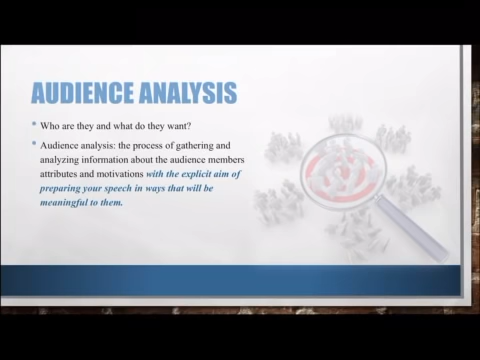 AUDIENCE ANALYSIS
* Who are they and what do they want?
* Audience analysis: the process of gathering and
analyzing information about the audience members
attributes and motivations with the explicit aim of
preparing your speech in ways that will be
meaningful to them.